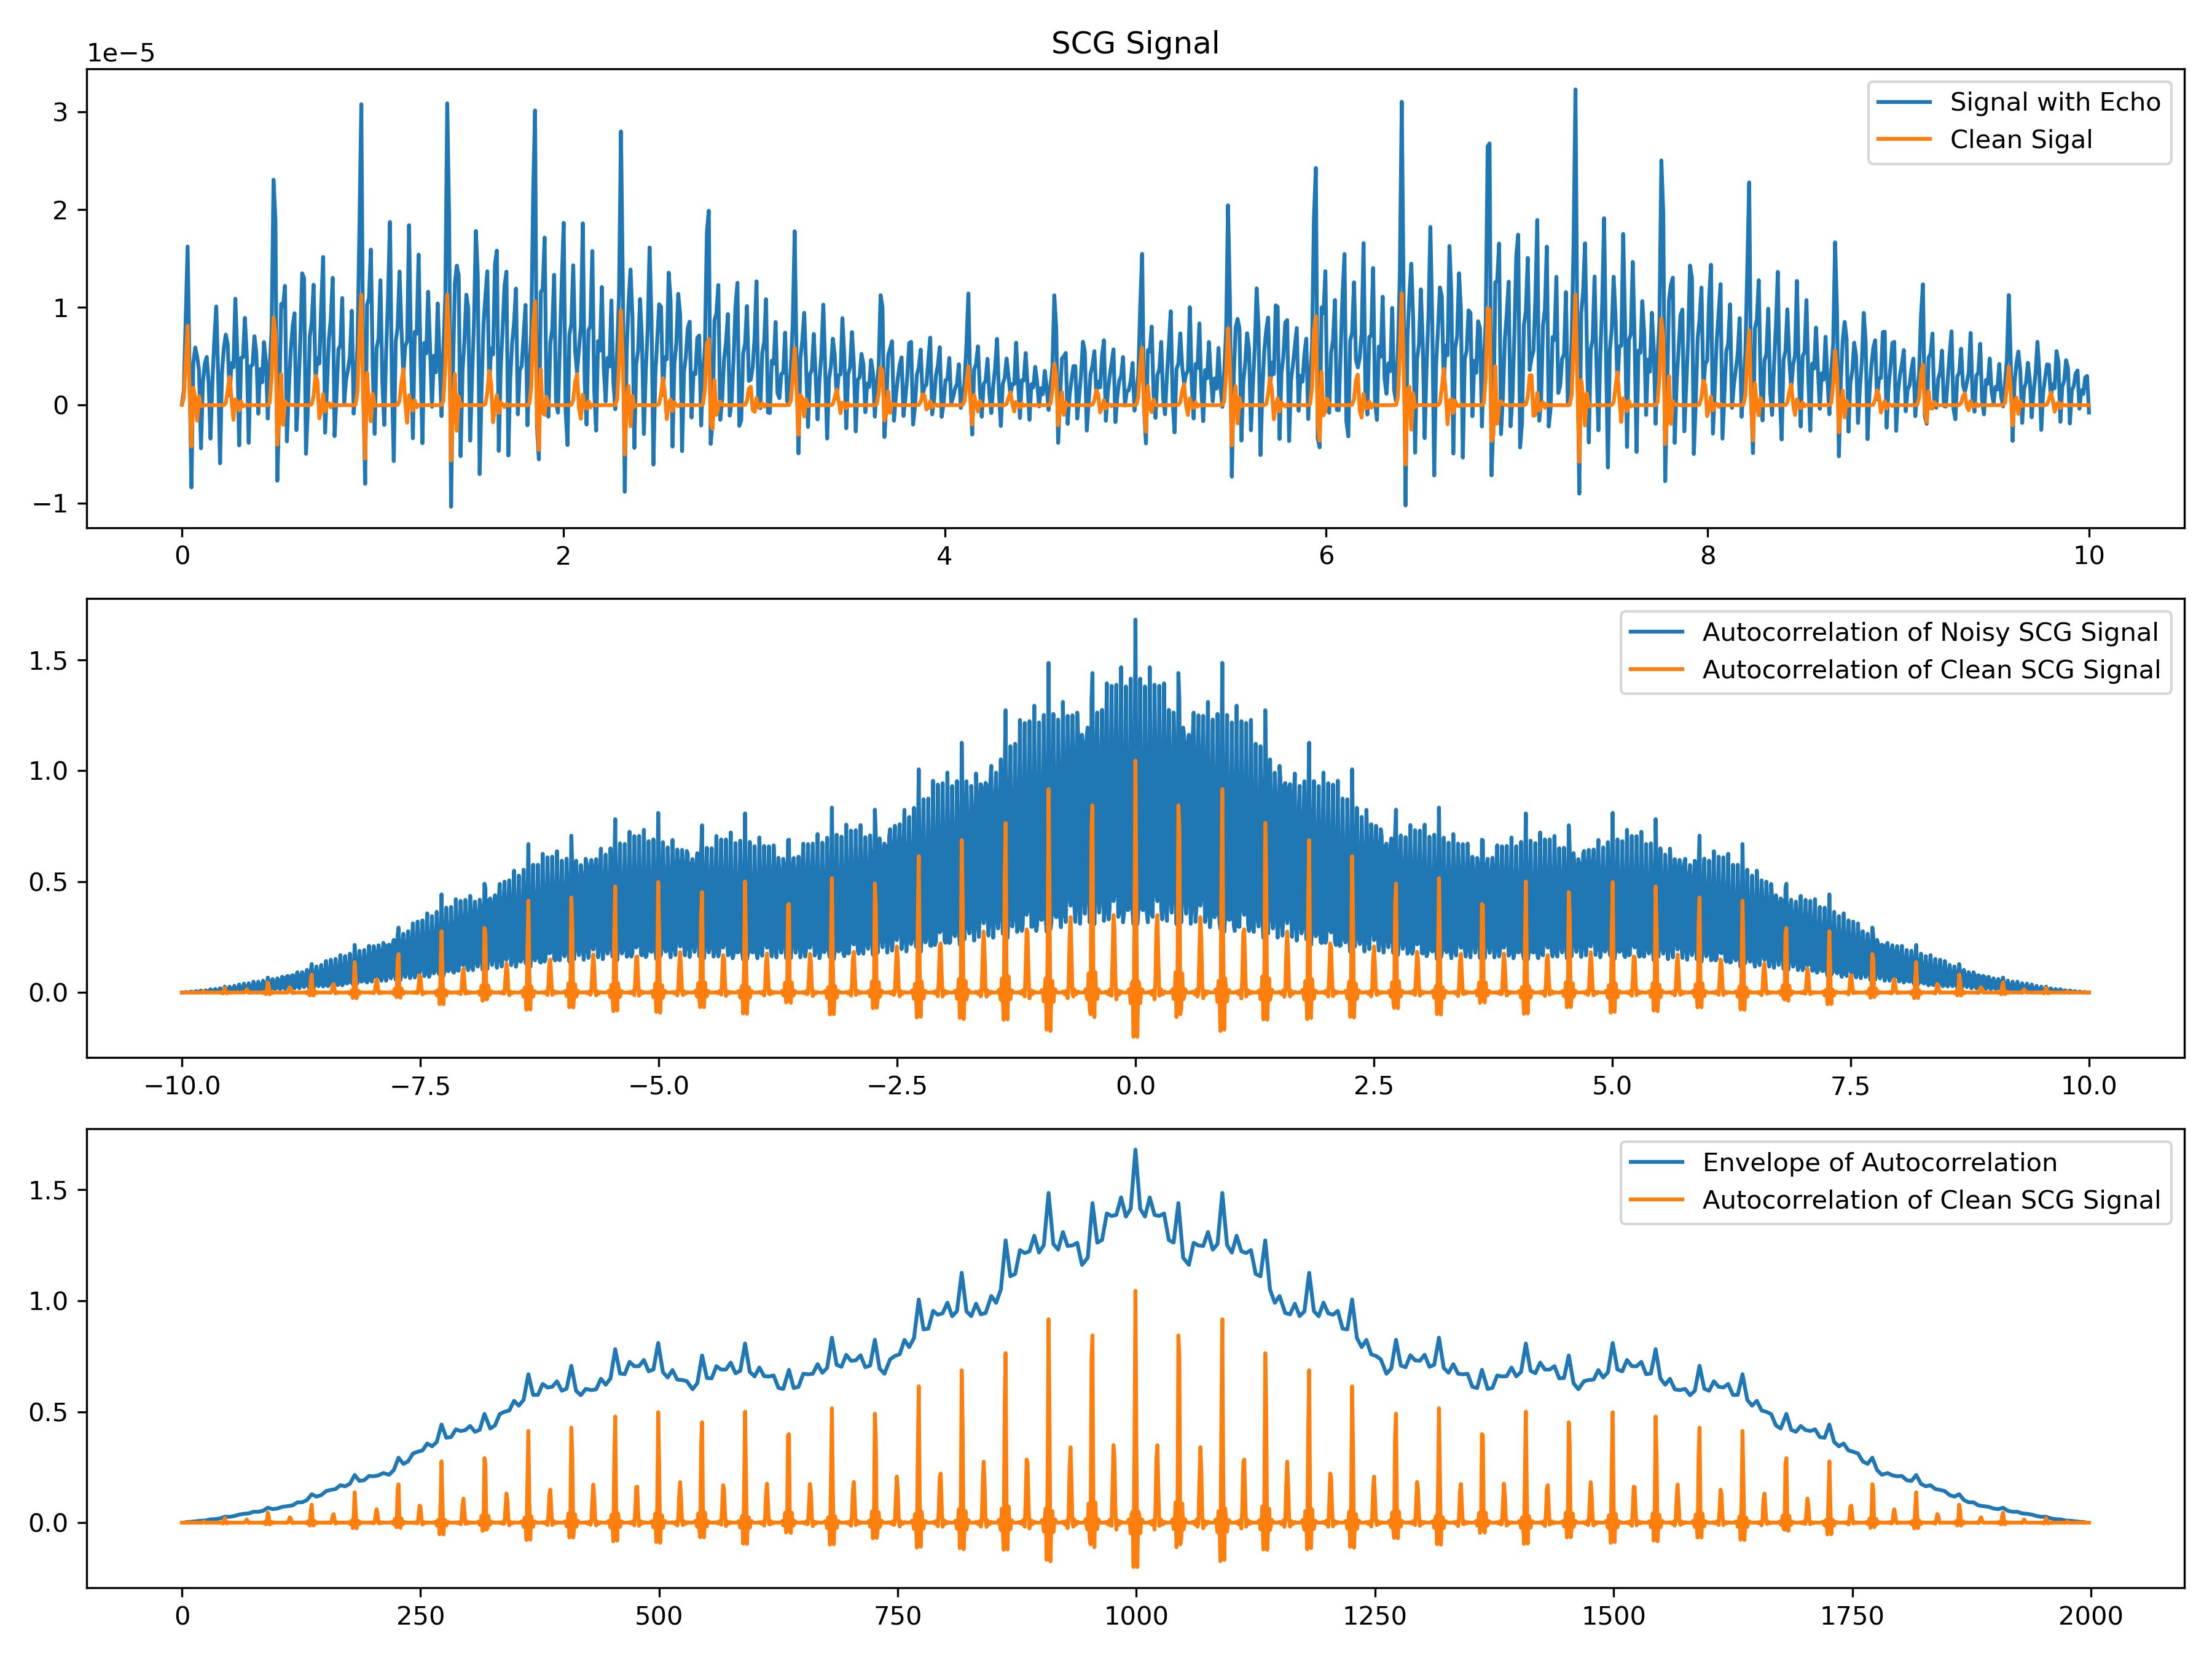 SCG Signal
1e−5
Signal with Echo
Clean Sigal
3
2
1
0
−1
0 2 4 6 8 10
Autocorrelation of Noisy SCG Signal
Autocorrelation of Clean SCG Signal
1.5
1.0
0.5
0.0
−10.0 −7.5 −5.0 −2.5 0.0 2.5 5.0 7.5 10.0
Envelope of Autocorrelation
Autocorrelation of Clean SCG Signal
1.5
1.0
0.5
0.0
0 250 500 750 1000 1250 1500 1750 2000